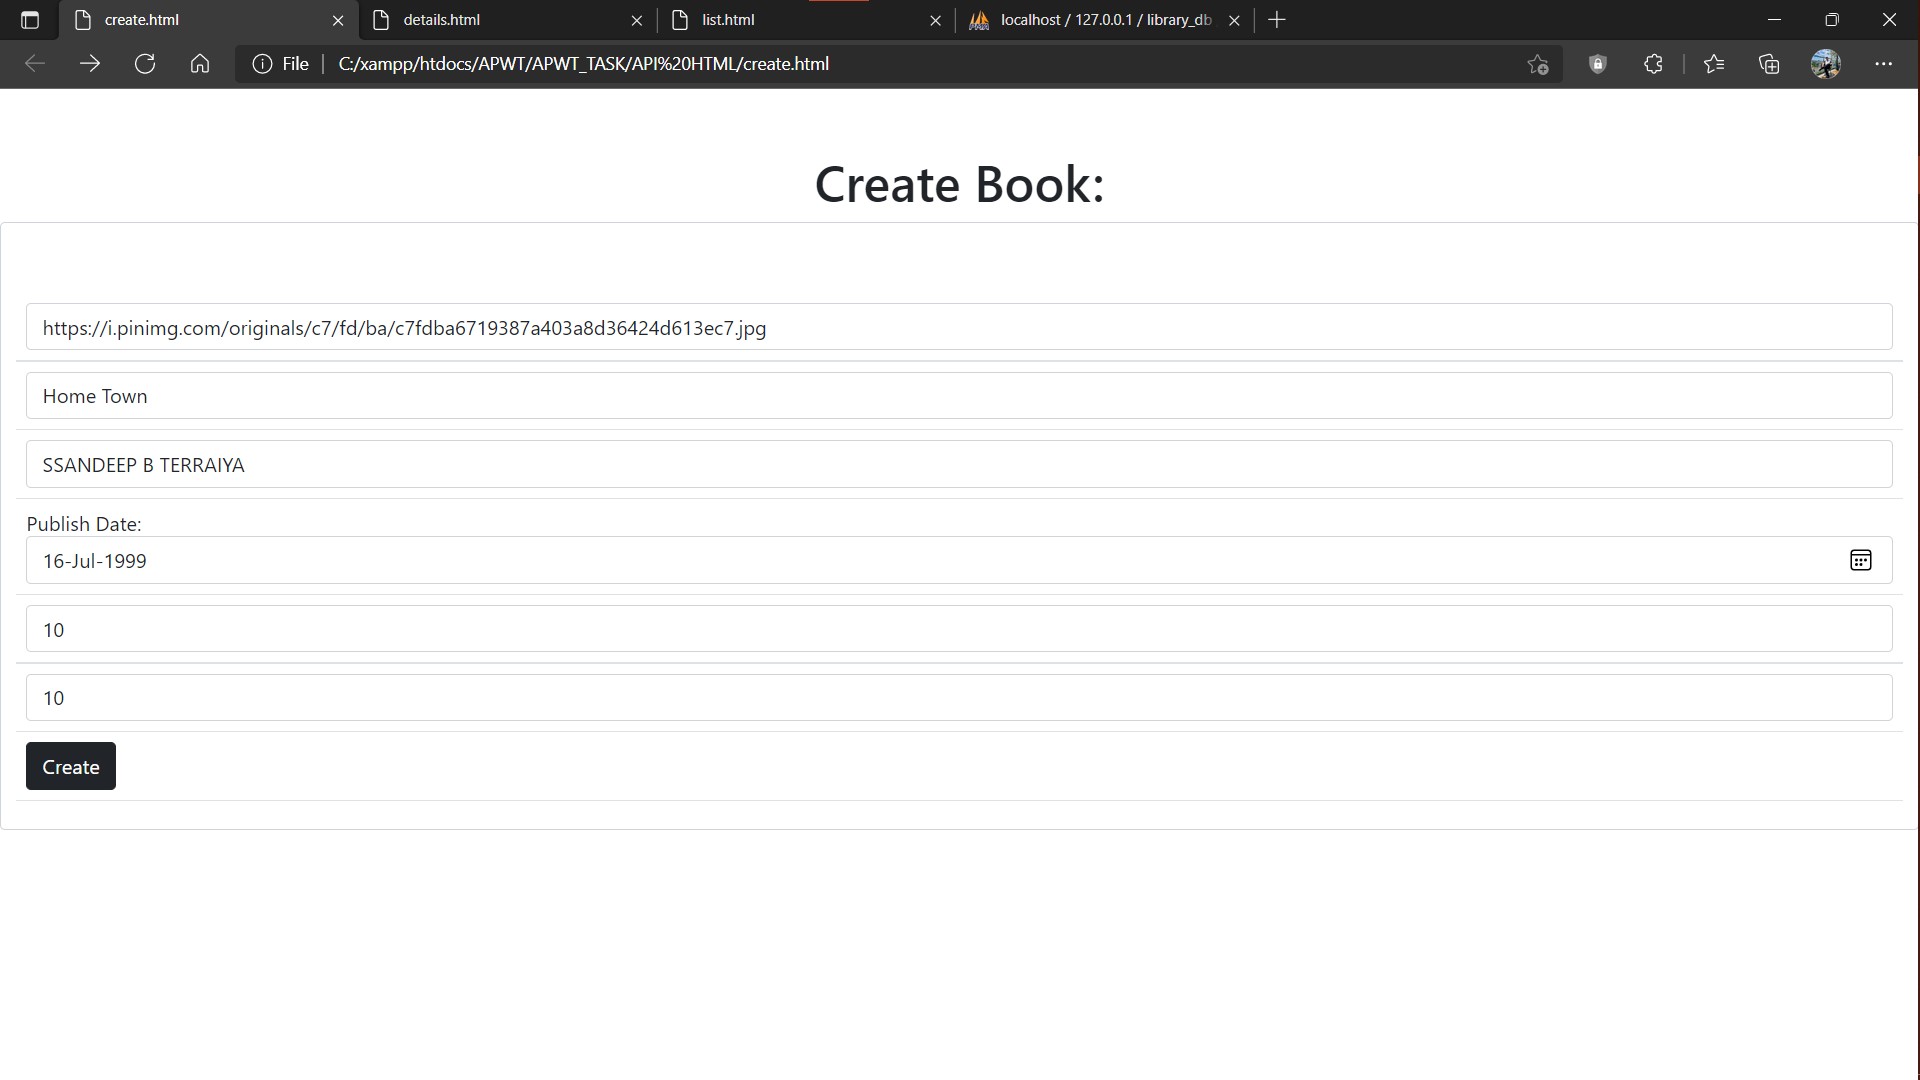 create.html
details.html
list.html
localhost / 127.0.0.1 / library_db
File
C:/xampp/htdocs/APWT/APWT_TASK/API%20HTML/create.html
Create Book:
https://i.pinimg.com/originals/c7/fd/ba/c7fdba6719387a403a8d36424d613ec7.jpg
Home Town
SSANDEEP B TERRAIYA
Publish Date:
16-Jul-1999
10
10
Create